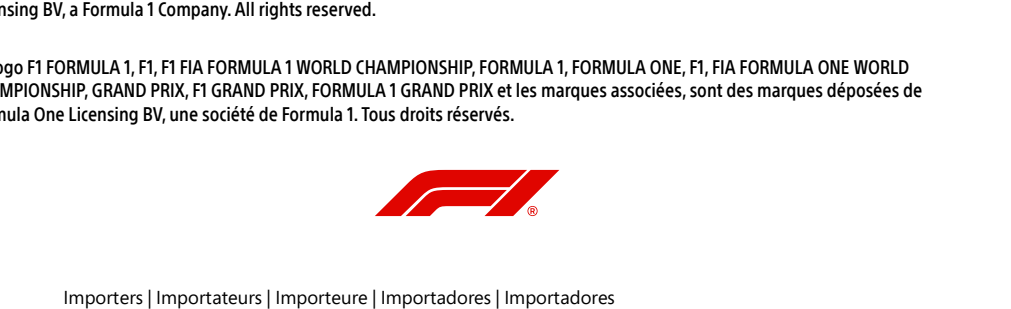 nsing BV, a Formula 1 Company. All rights reserved.
ogo F1 FORMULA 1, F1, F1 FIA FORMULA 1 WORLD CHAMPIONSHIP, FORMULA 1, FORMULA ONE, F1, FIA FORMULA ONE WORLD
MPIONSHIP, GRAND PRIX, F1 GRAND PRIX, FORMULA 1 GRAND PRIX et les marques associées, sont des marques déposées de
mula One Licensing BV, une société de Formula 1. Tous droits réservés.
F1®
Importers | Importateurs | Importeure | Importadores | Importadores